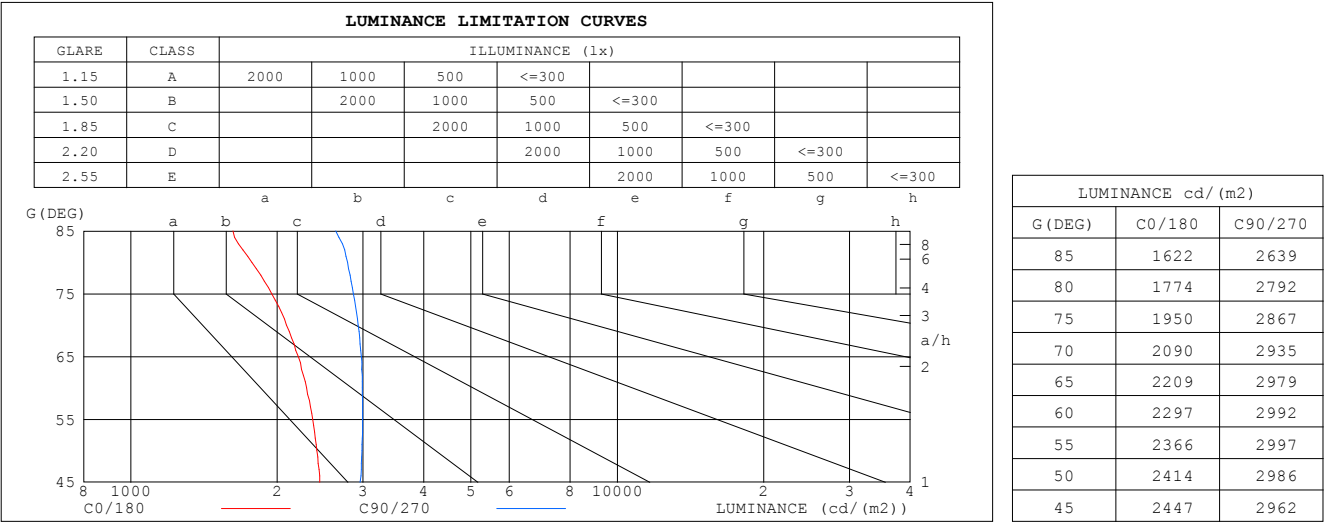 LUMINANCE LIMITATION CURVES
GLARE CLASS ILLUMINANCE (lx)
1.15 A 2000 1000 500 <=300
1.50 B 2000 1000 500 <=300
1.85 C 2000 1000 500 <=300
2.20 D 2000 1000 500 <=300
2.55 E 2000 1000 500 <=300
a b c d e f g h
G(DEG)
a b c d e f g h
85
75
65
55
45
8
6
4
3
a/h
2
1
8 1000 2 3 4 5 6 8 10000 2 3 4
C0/180 C90/270 LUMINANCE (cd/(m2))
LUMINANCE cd/(m2)
G(DEG) C0/180 C90/270
85 1622 2639
80 1774 2792
75 1950 2867
70 2090 2935
65 2209 2979
60 2297 2992
55 2366 2997
50 2414 2986
45 2447 2962